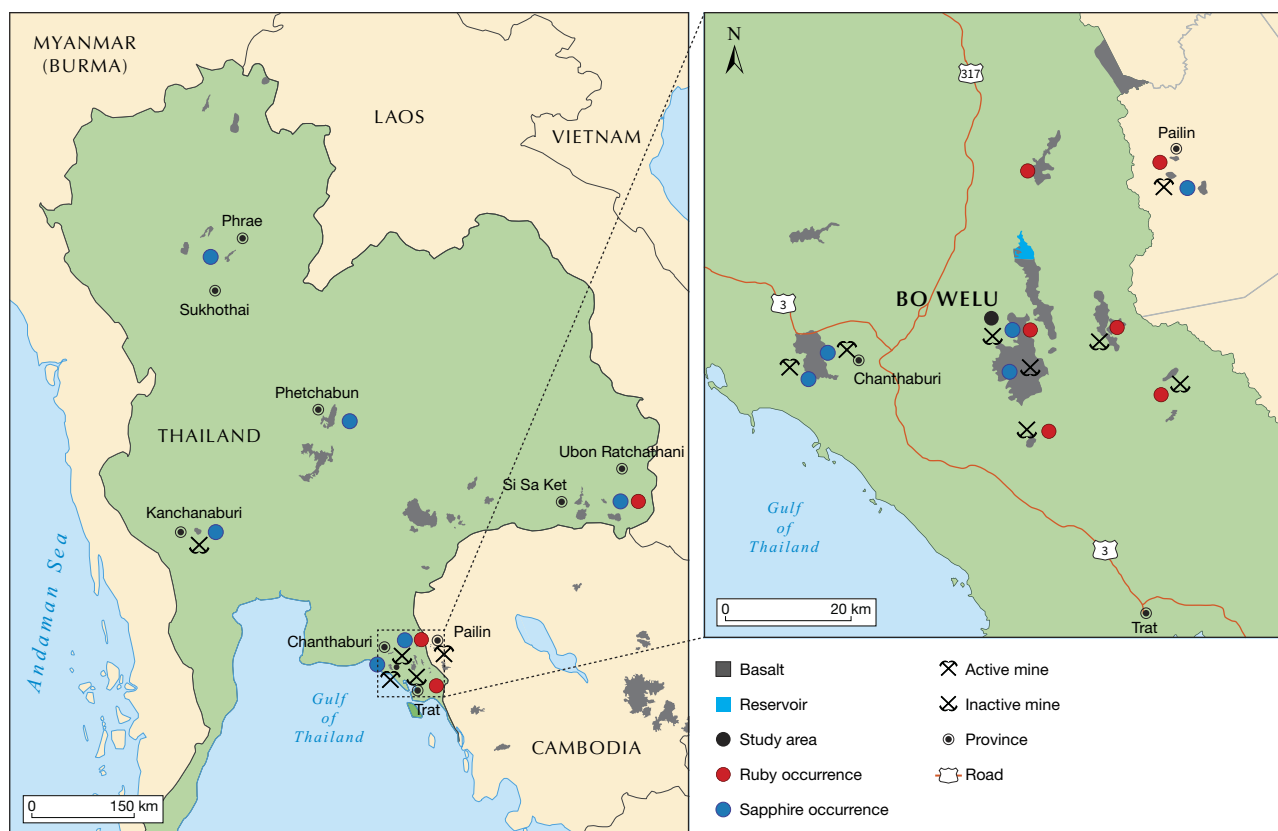 MYANMAR
(BURMA)
LAOS
VIETNAM
Phrae
Sukhothai
Phetchabun
THAILAND
Ubon Ratchathani
Si Sa Ket
Kanchanaburi
Andaman Sea
Chanthaburi
Pailin
Gulf
of
Thailand
Trat
CAMBODIA
0 150 km
N
317
Pailin
BO WELU
3
Chanthaburi
Gulf
of
Thailand
3
0 20 km
Trat
Basalt
Reservoir
Study area
Ruby occurrence
Sapphire occurrence
Active mine
Inactive mine
Province
Road